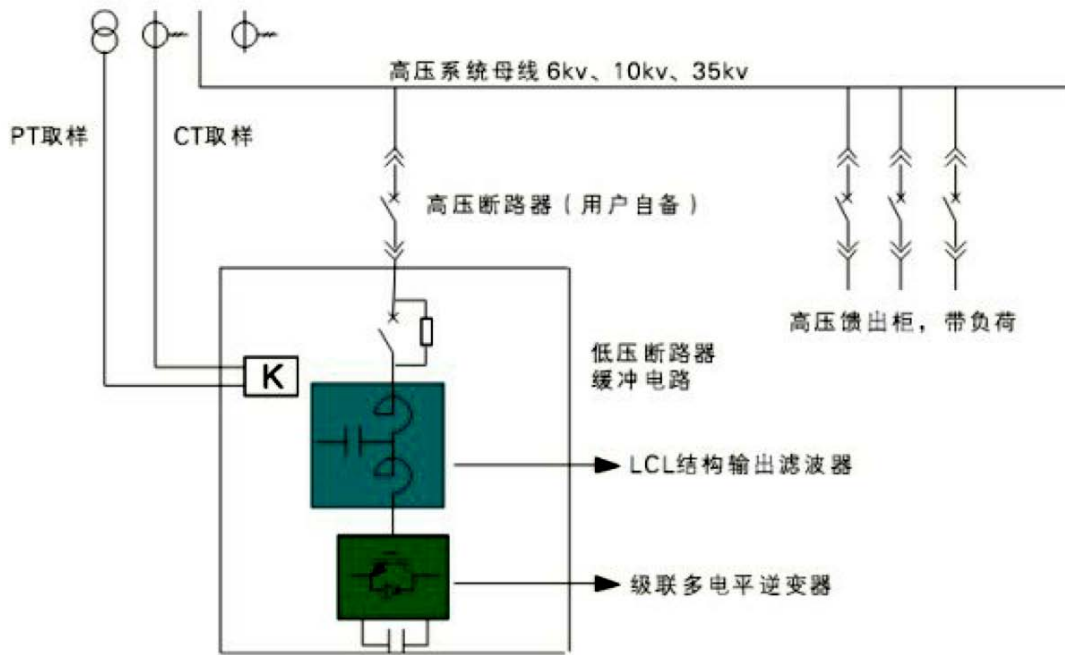 高压系统母线 6kv、10kv、35kv
PT取样
CT取样
高压断路器（用户自备）
高压馈出柜，带负荷
低压断路器
缓冲电路
K
LCL结构输出滤波器
级联多电平逆变器